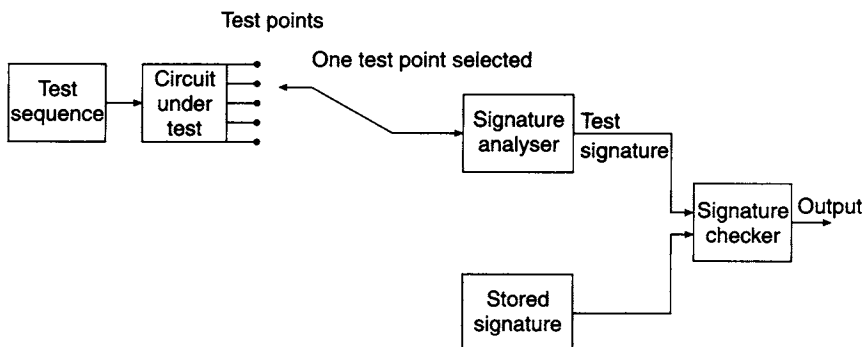 Test points
One test point selected
Test
sequence
Circuit
under
test
Signature
analyser
Test
signature
Signature
checker
Output
Stored
signature